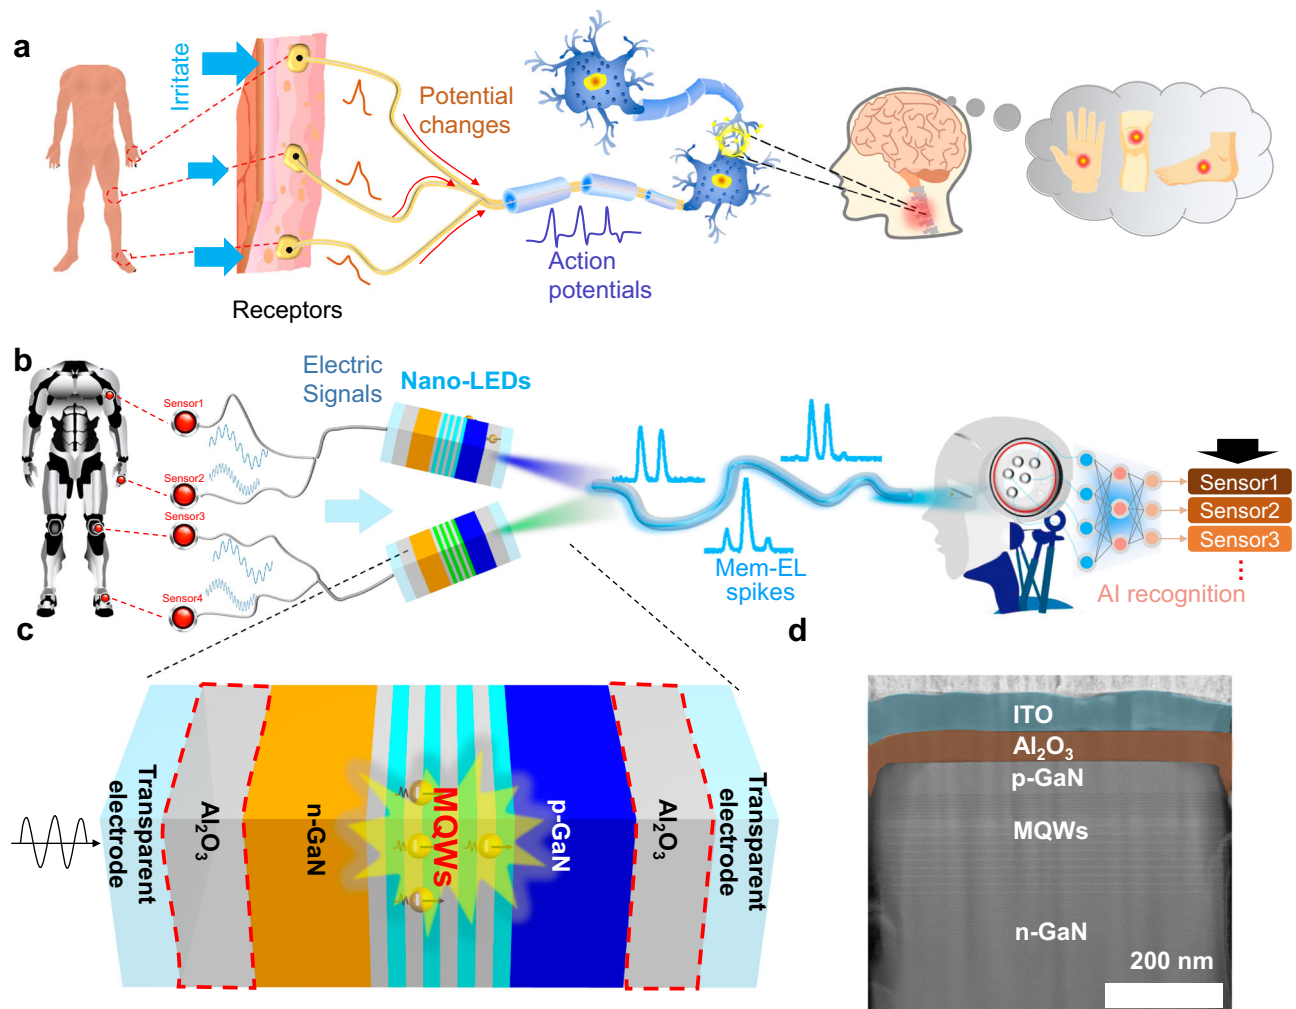 a
Irritate
Potential
changes
Action
potentials
Receptors
b
Electric
Signals
Nano-LEDs
Sensor1
Sensor2
Sensor3
Sensor4
Mem-EL
spikes
Sensor1
Sensor2
Sensor3
AI recognition
c
Transparent
electrode
Al₂O₃
n-GaN
MQWs
p-GaN
Al₂O₃
Transparent
electrode
d
ITO
Al₂O₃
p-GaN
MQWs
n-GaN
200 nm